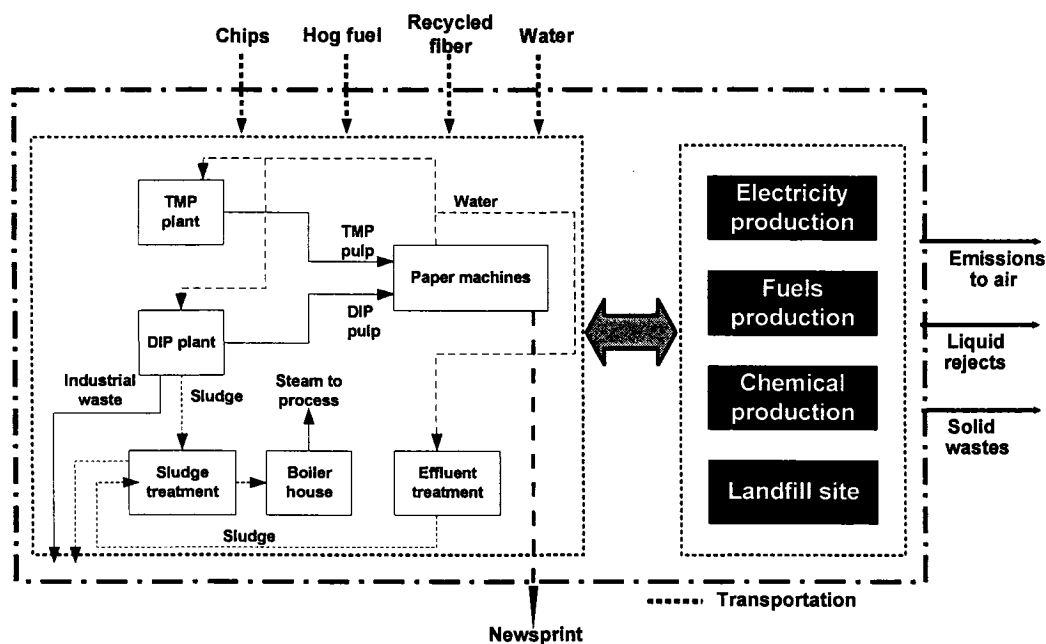 Chips
Hog fuel
Recycled
fiber
Water
TMP
plant
Water
TMP
pulp
Paper machines
DIP
pulp
DIP plant
Industrial
waste
Sludge
Steam to
process
Sludge
treatment
Boiler
house
Effluent
treatment
Sludge
Electricity
production
Fuels
production
Chemical
production
Landfill site
Emissions
to air
Liquid
rejects
Solid
wastes
Transportation
Newsprint